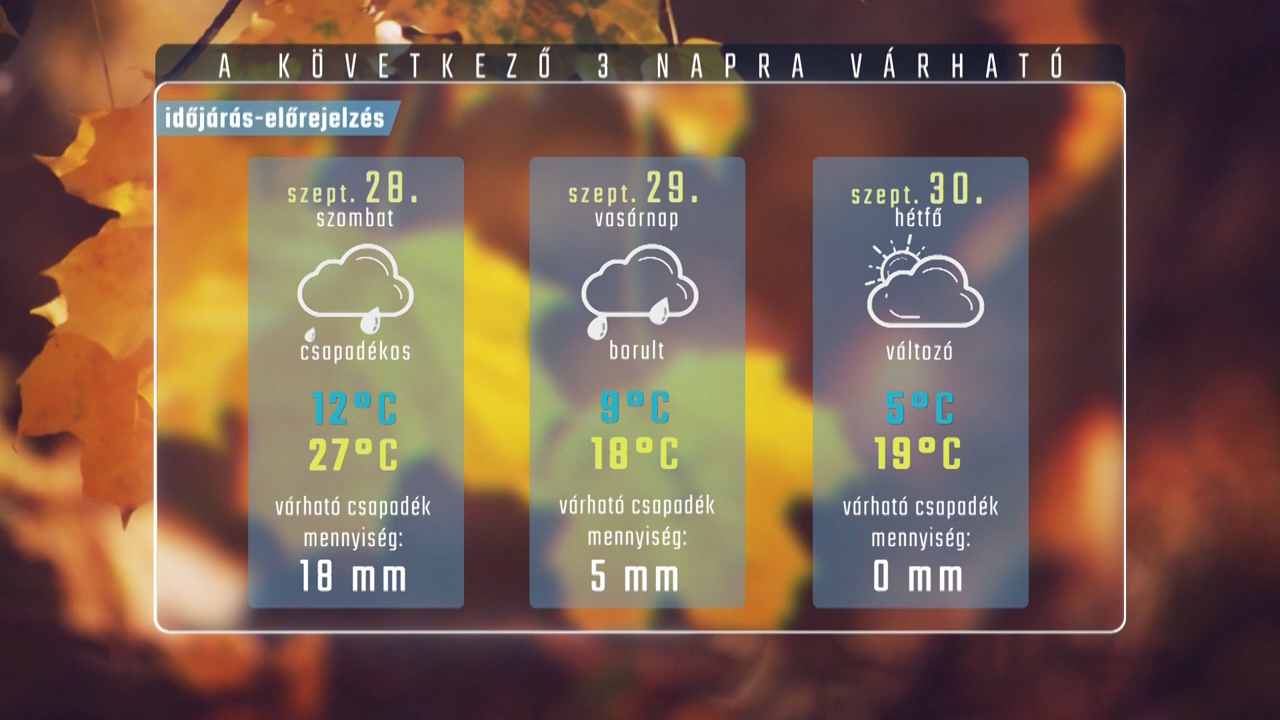 A KÖVETKEZŐ 3 NAPRA VÁRHATÓ
időjárás-előrejelzés
szept. 28.
szombat
csapadékos
12°C
27°C
várható csapadék
mennyiség:
18 mm
szept. 29.
vasárnap
borult
9°C
18°C
várható csapadék
mennyiség:
5 mm
szept. 30.
hétfő
változó
5°C
19°C
várható csapadék
mennyiség:
0 mm